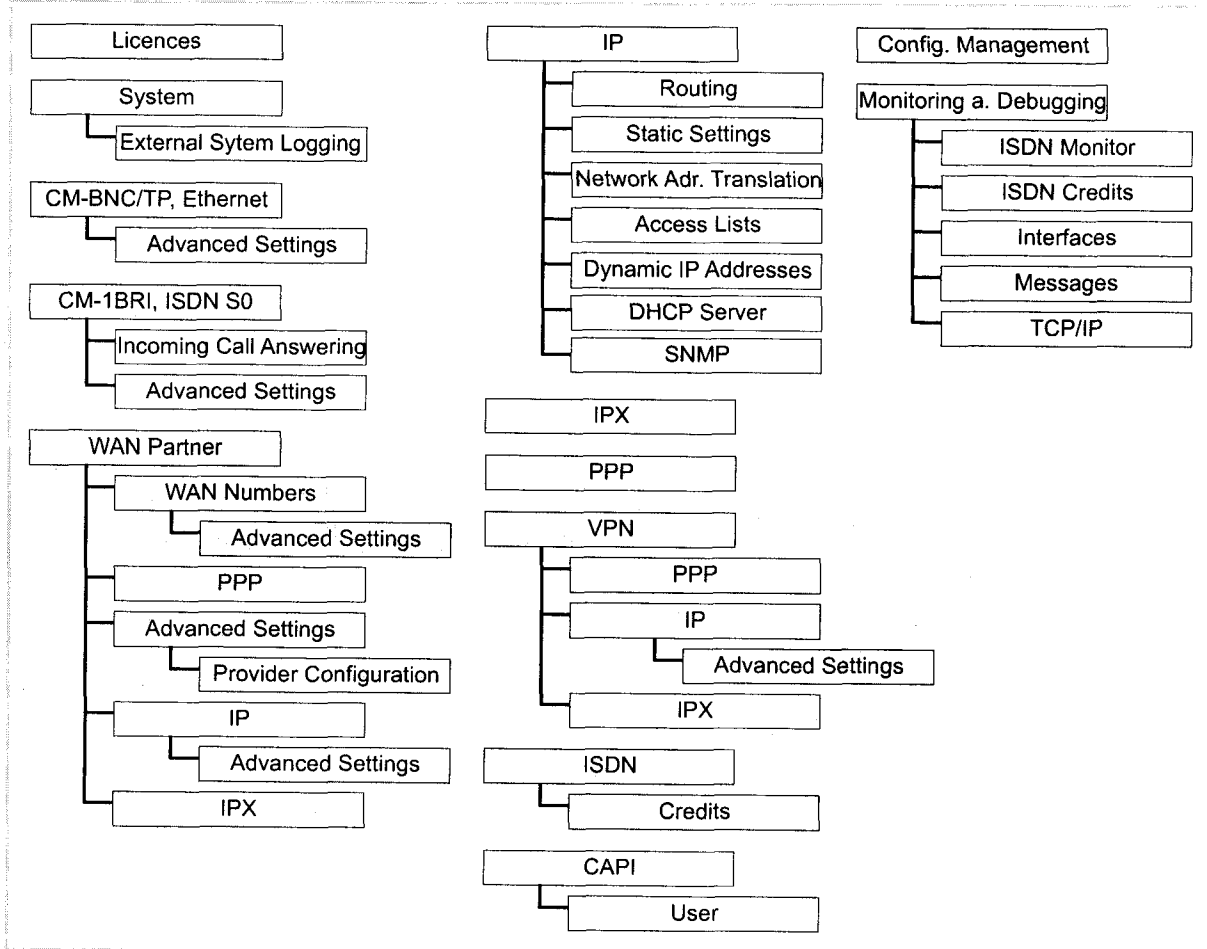 Licences
System
External Sytem Logging
CM-BNC/TP, Ethernet
Advanced Settings
CM-1BRI, ISDN S0
Incoming Call Answering
Advanced Settings
WAN Partner
WAN Numbers
Advanced Settings
PPP
Advanced Settings
Provider Configuration
IP
Advanced Settings
IPX
IP
Routing
Static Settings
Network Adr. Translation
Access Lists
Dynamic IP Addresses
DHCP Server
SNMP
IPX
PPP
VPN
PPP
IP
Advanced Settings
IPX
ISDN
Credits
CAPI
User
Config. Management
Monitoring a. Debugging
ISDN Monitor
ISDN Credits
Interfaces
Messages
TCP/IP